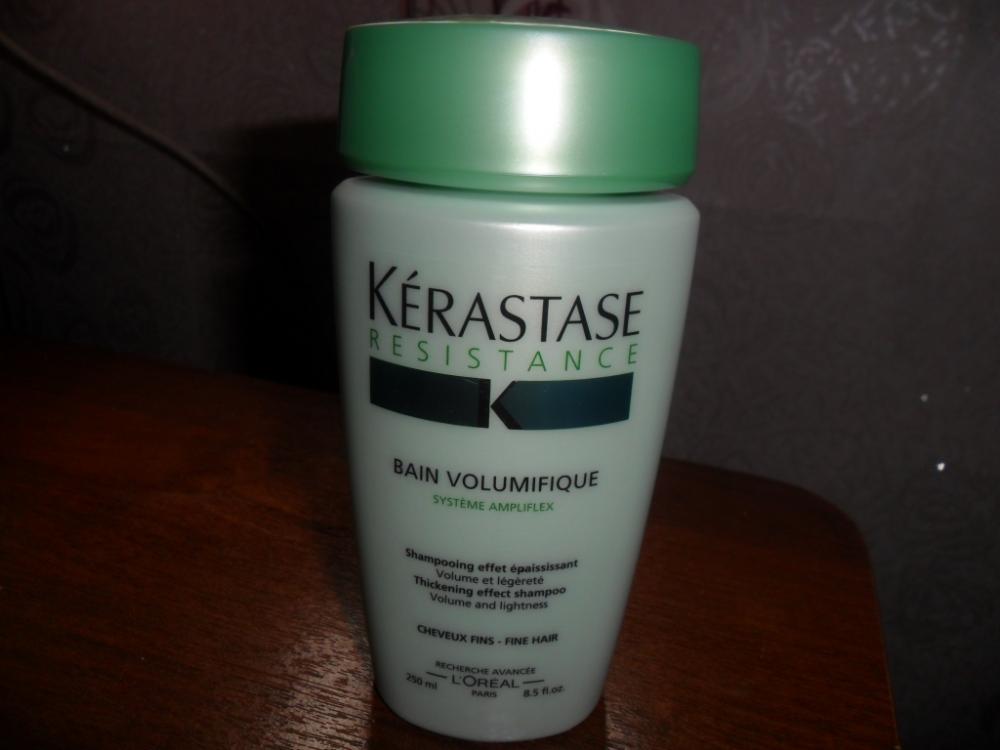 KÉRASTASE
RESISTANCE
K
BAIN VOLUMIFIQUE
SYSTÈME AMPLIFLEX
Shampooing effet épaississant
Volume et légèreté
Thickening effect shampoo
Volume and lightness
CHEVEUX FINS - FINE HAIR
RECHERCHE AVANCÉE
L'ORÉAL
250 ml PARIS 8.5 fl.oz.